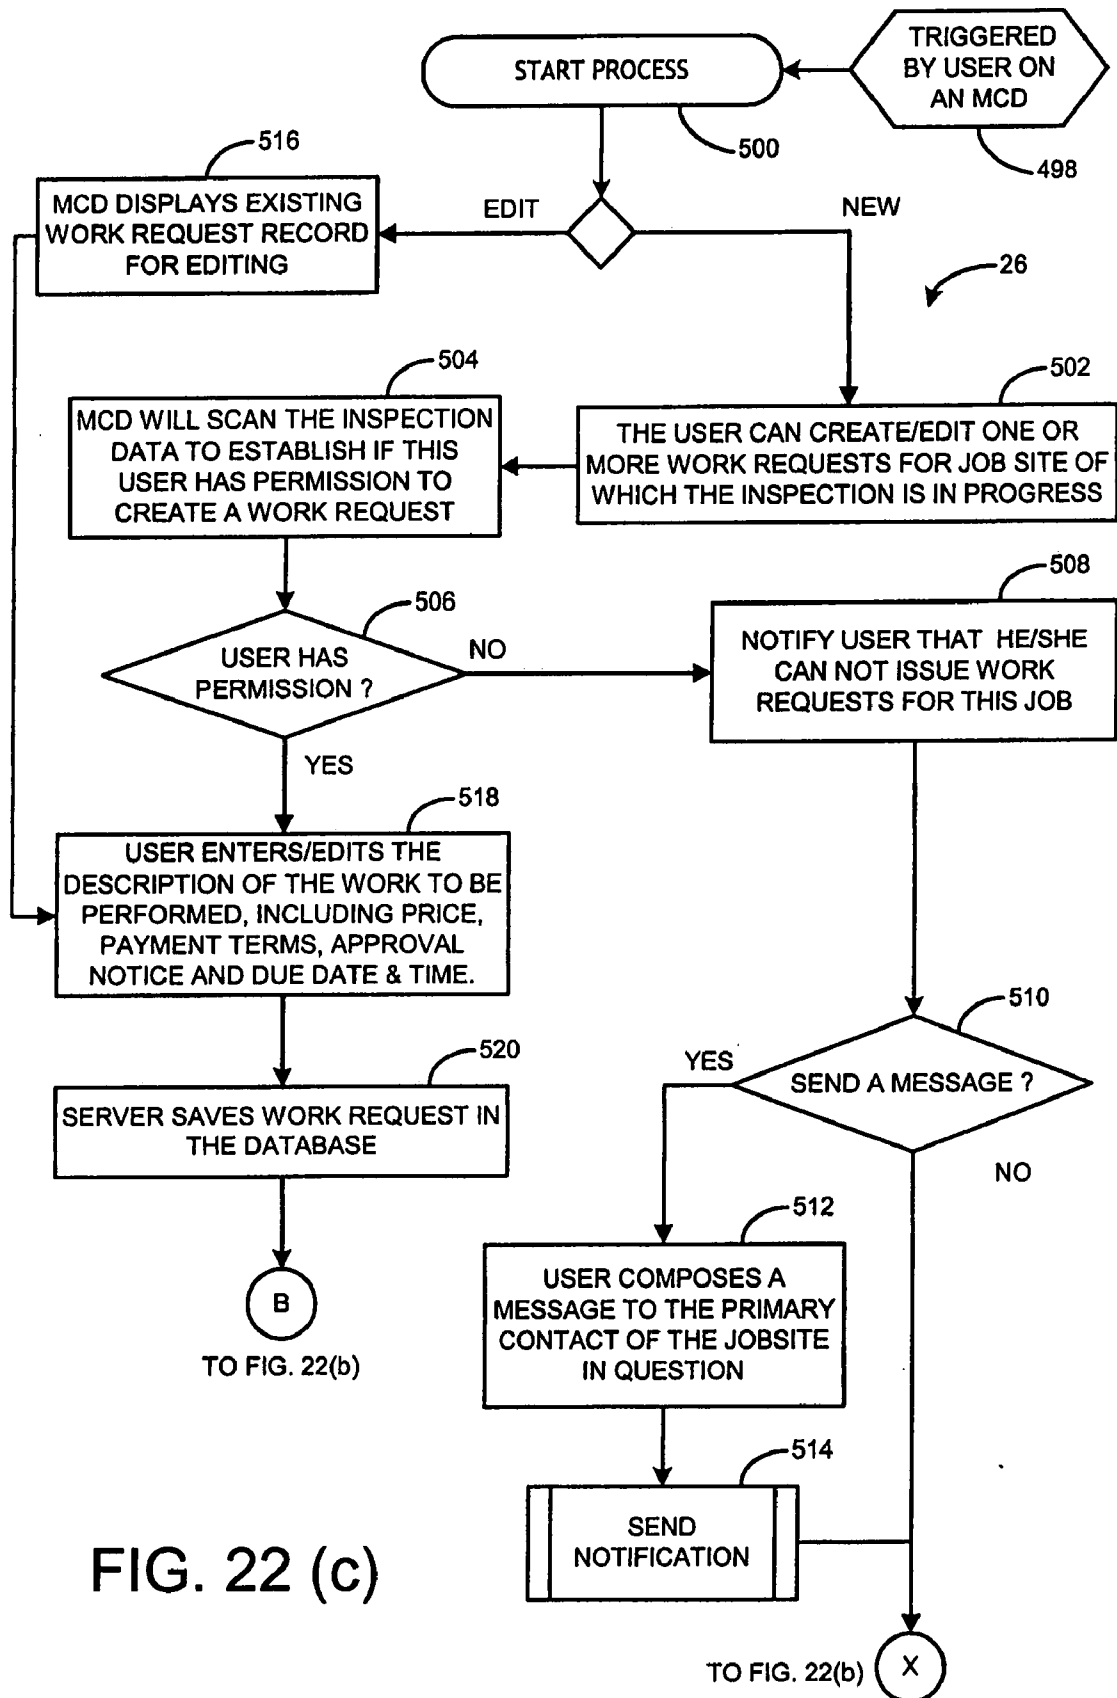 TRIGGERED
BY USER ON
AN MCD
START PROCESS
500
498
516
MCD DISPLAYS EXISTING
WORK REQUEST RECORD
FOR EDITING
EDIT
NEW
26
504
MCD WILL SCAN THE INSPECTION
DATA TO ESTABLISH IF THIS
USER HAS PERMISSION TO
CREATE A WORK REQUEST
502
THE USER CAN CREATE/EDIT ONE OR
MORE WORK REQUESTS FOR JOB SITE OF
WHICH THE INSPECTION IS IN PROGRESS
506
USER HAS
PERMISSION ?
NO
508
NOTIFY USER THAT HE/SHE
CAN NOT ISSUE WORK
REQUESTS FOR THIS JOB
YES
518
USER ENTERS/EDITS THE
DESCRIPTION OF THE WORK TO BE
PERFORMED, INCLUDING PRICE,
PAYMENT TERMS, APPROVAL
NOTICE AND DUE DATE & TIME.
510
SEND A MESSAGE ?
YES
NO
520
SERVER SAVES WORK REQUEST IN
THE DATABASE
B
TO FIG. 22(b)
512
USER COMPOSES A
MESSAGE TO THE PRIMARY
CONTACT OF THE JOBSITE
IN QUESTION
514
SEND
NOTIFICATION
FIG. 22 (c)
TO FIG. 22(b)
X